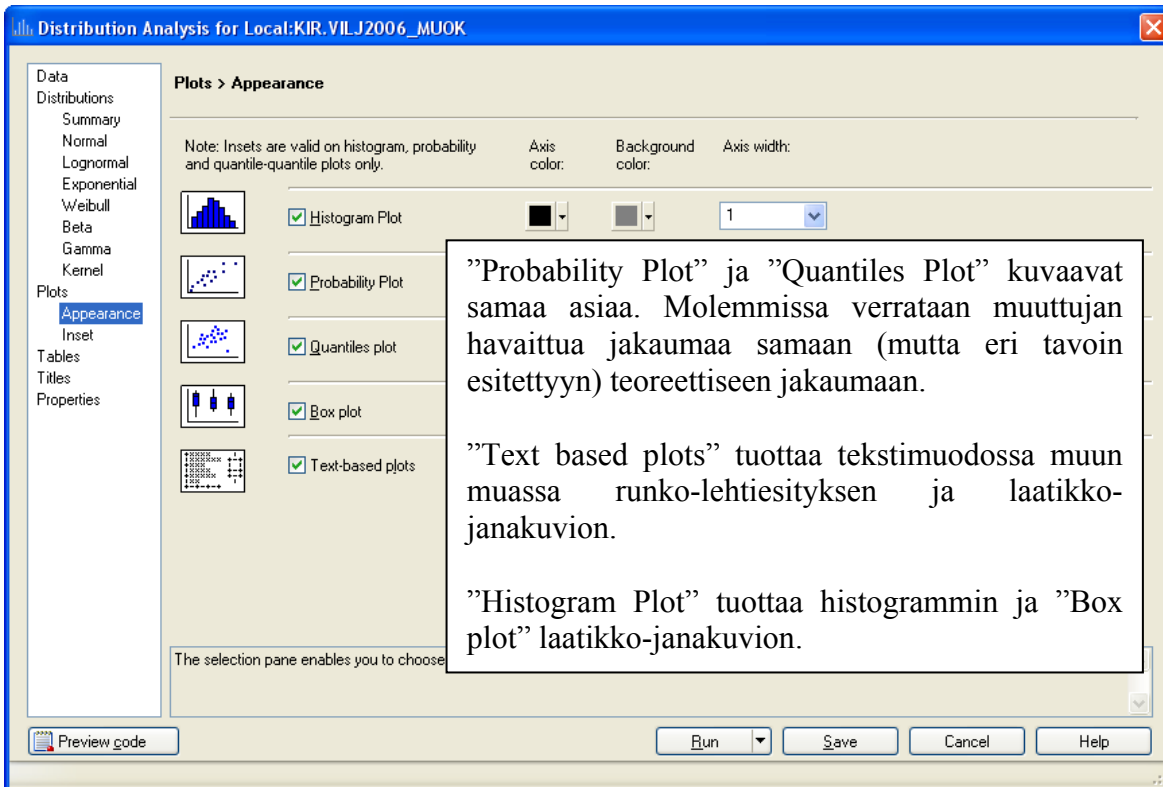 Distribution Analysis for Local:KIR.VILJ2006_MUOK
Data
Distributions
Summary
Normal
Lognormal
Exponential
Weibull
Beta
Gamma
Kernel
Plots
Appearance
Inset
Tables
Titles
Properties
Plots > Appearance
Note: Insets are valid on histogram, probability
and quantile-quantile plots only.
Axis
color:
Background
color:
Axis width:
Histogram Plot
1
Probability Plot
Quantiles plot
Box plot
Text-based plots
”Probability Plot” ja ”Quantiles Plot” kuvaavat
samaa asiaa. Molemmissa verrataan muuttujan
havaittua jakaumaa samaan (mutta eri tavoin
esitettyyn) teoreettiseen jakaumaan.
”Text based plots” tuottaa tekstimuodossa muun
muassa runko-lehtiesityksen ja laatikko-
janakuvion.
”Histogram Plot” tuottaa histogrammin ja ”Box
plot” laatikko-janakuvion.
The selection pane enables you to choose
Preview code
Run
Save
Cancel
Help